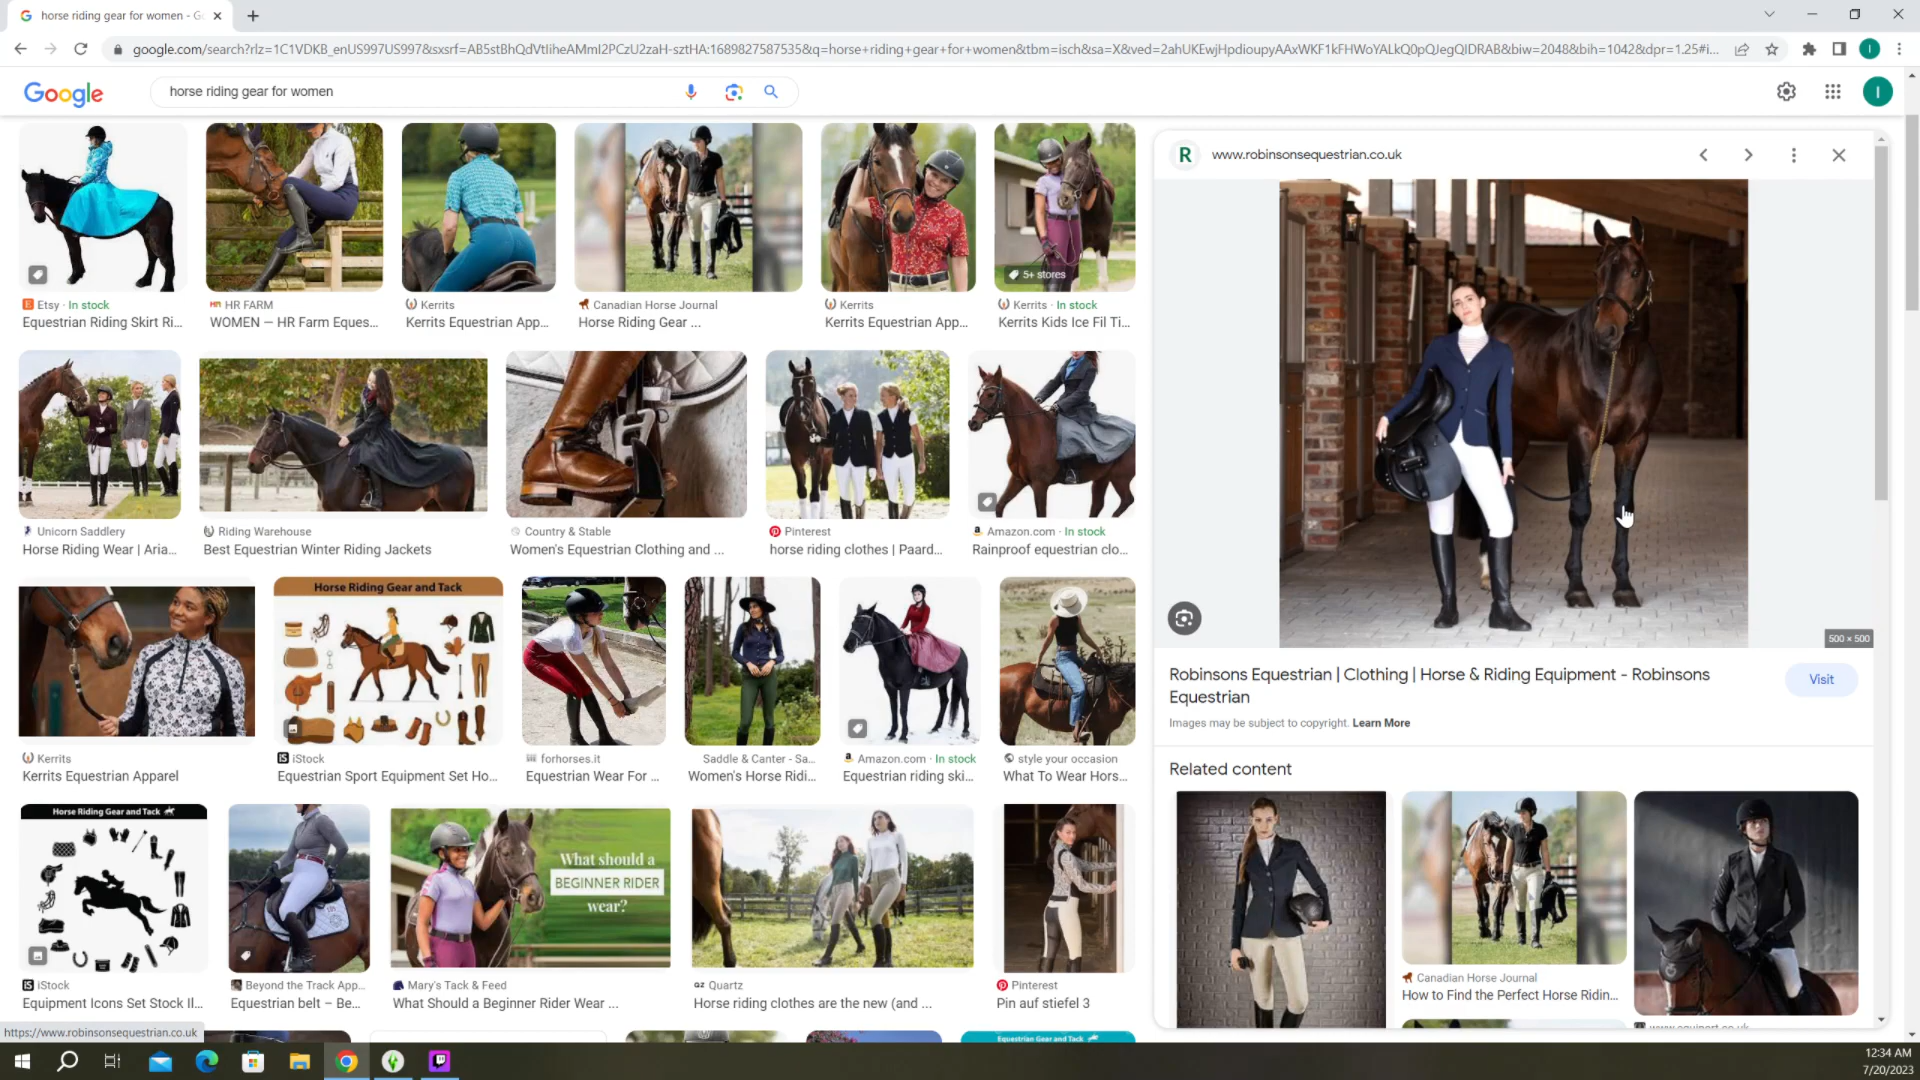 horse riding gear for women - G
google.com/search?rlz=1C1VDKB_enUS997US997&sxsrf=AB5stBhQdVtIiheAMmI2PCzU2zaH-sztHA:1689827587535&q=horse+riding+gear+for+women&tbm=isch&sa=X&ved=2ahUKEwjHpdioupyAAxWKF1kFHWoYALkQ0pQJegQIDRAB&biw=2048&bih=1042&dpr=1.25#i...
I
Google
horse riding gear for women
I
Etsy · In stock
Equestrian Riding Skirt Ri...
HR FARM
WOMEN — HR Farm Eques...
Kerrits
Kerrits Equestrian App...
Canadian Horse Journal
Horse Riding Gear ...
Kerrits
Kerrits Equestrian App...
5+ stores
Kerrits · In stock
Kerrits Kids Ice Fil Ti...
Unicorn Saddlery
Horse Riding Wear | Aria...
Riding Warehouse
Best Equestrian Winter Riding Jackets
Country & Stable
Women's Equestrian Clothing and ...
Pinterest
horse riding clothes | Paard...
Amazon.com · In stock
Rainproof equestrian clo...
Kerrits
Kerrits Equestrian Apparel
Horse Riding Gear and Tack
iStock
Equestrian Sport Equipment Set Ho...
forhorses.it
Equestrian Wear For ...
Saddle & Canter - Sa...
Women's Horse Ridi...
Amazon.com · In stock
Equestrian riding ski...
style your occasion
What To Wear Hors...
Horse Riding Gear and Tack
iStock
Equipment Icons Set Stock Il...
Beyond the Track App...
Equestrian belt – Be...
What should a
BEGINNER RIDER
wear?
Mary's Tack & Feed
What Should a Beginner Rider Wear ...
Quartz
Horse riding clothes are the new (and ...
Pinterest
Pin auf stiefel 3
Equestrian Gear and Tack
https://www.robinsonsequestrian.co.uk
R
www.robinsonsequestrian.co.uk
500 × 500
Robinsons Equestrian | Clothing | Horse & Riding Equipment - Robinsons
Equestrian
Visit
Images may be subject to copyright. Learn More
Related content
Canadian Horse Journal
How to Find the Perfect Horse Ridin...
12:34 AM
7/20/2023